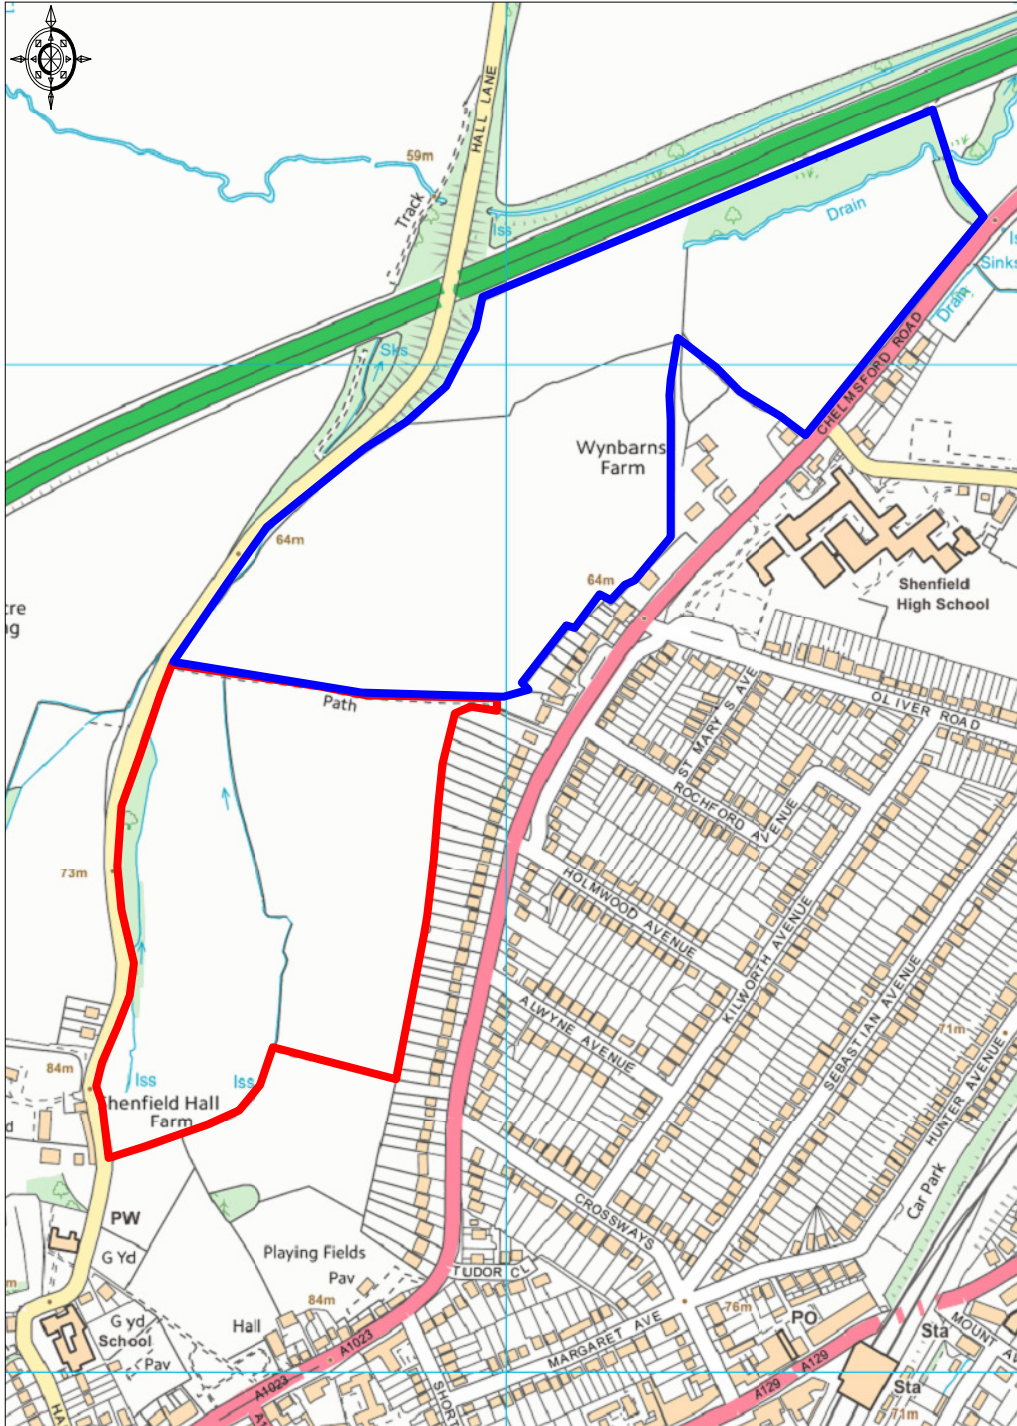 HALL LANE
59m
Track
Iss
Drain
Sinks
Drain
Sks
CHELMSFORD ROAD
Wynbarns
Farm
64m
64m
Shenfield
High School
Path
ST MARY S AVE
OLIVER ROAD
ROCHFORD AVENUE
73m
HOLMWOOD AVENUE
KILWORTH AVENUE
ALWYNE AVENUE
SEBASTIAN AVENUE
71m
HUNTER AVENUE
84m
Iss
Iss
Shenfield Hall
Farm
Car Park
PW
G Yd
CROSSWAYS
Playing Fields
Pav
TUDOR CL
84m
G yd
School
Pav
Hall
A1023
A1023
MARGARET AVE
76m
PO
A129
A129
Sta
MOUNT
Sta
71m